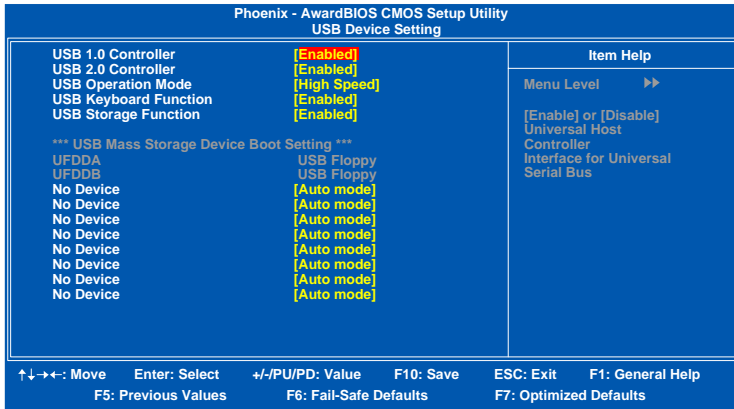 Phoenix - AwardBIOS CMOS Setup Utility
USB Device Setting
USB 1.0 Controller [Enabled]
USB 2.0 Controller [Enabled]
USB Operation Mode [High Speed]
USB Keyboard Function [Enabled]
USB Storage Function [Enabled]
*** USB Mass Storage Device Boot Setting ***
UFDDA USB Floppy
UFDDB USB Floppy
No Device [Auto mode]
No Device [Auto mode]
No Device [Auto mode]
No Device [Auto mode]
No Device [Auto mode]
No Device [Auto mode]
No Device [Auto mode]
No Device [Auto mode]
Item Help
Menu Level ▶▶
[Enable] or [Disable]
Universal Host
Controller
Interface for Universal
Serial Bus
↑↓→←: Move Enter: Select +/-/PU/PD: Value F10: Save ESC: Exit F1: General Help
F5: Previous Values F6: Fail-Safe Defaults F7: Optimized Defaults